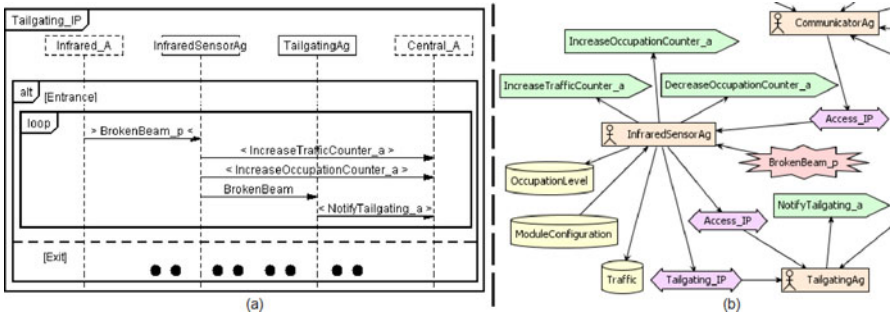 Tailgating_IP
Infrared_A
InfraredSensorAg
TailgatingAg
Central_A
alt
[Entrance]
loop
> BrokenBeam_p <
< IncreaseTrafficCounter_a >
< IncreaseOccupationCounter_a >
BrokenBeam
< NotifyTailgating_a >
[Exit]
(a)
CommunicatorAg
IncreaseOccupationCounter_a
IncreaseTrafficCounter_a
DecreaseOccupationCounter_a
Access_IP
InfraredSensorAg
BrokenBeam_p
OccupationLevel
NotifyTailgating_a
Access_IP
ModuleConfiguration
Traffic
Tailgating_IP
TailgatingAg
(b)